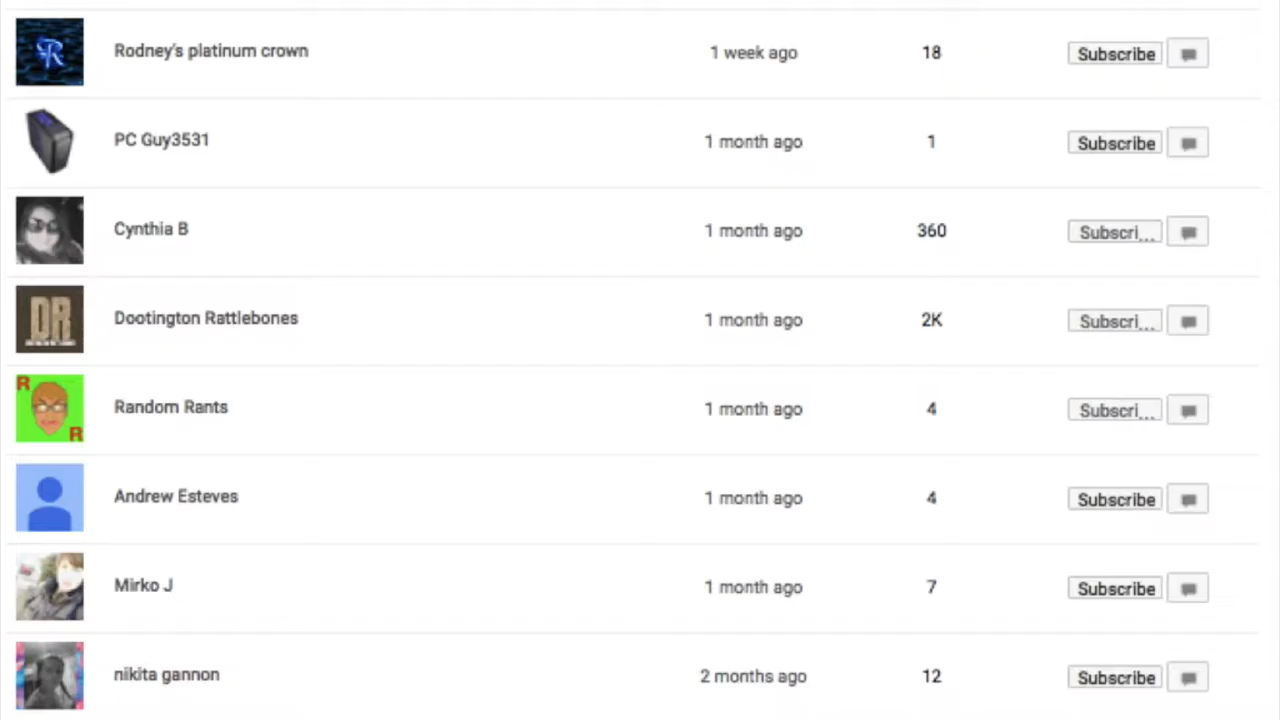 R
Rodney's platinum crown 1 week ago 18 Subscribe
PC Guy3531 1 month ago 1 Subscribe
Cynthia B 1 month ago 360 Subscri...
DR
Dootington Rattlebones 1 month ago 2K Subscri...
R
Random Rants 1 month ago 4 Subscri...
R
Andrew Esteves 1 month ago 4 Subscribe
Mirko J 1 month ago 7 Subscribe
nikita gannon 2 months ago 12 Subscribe